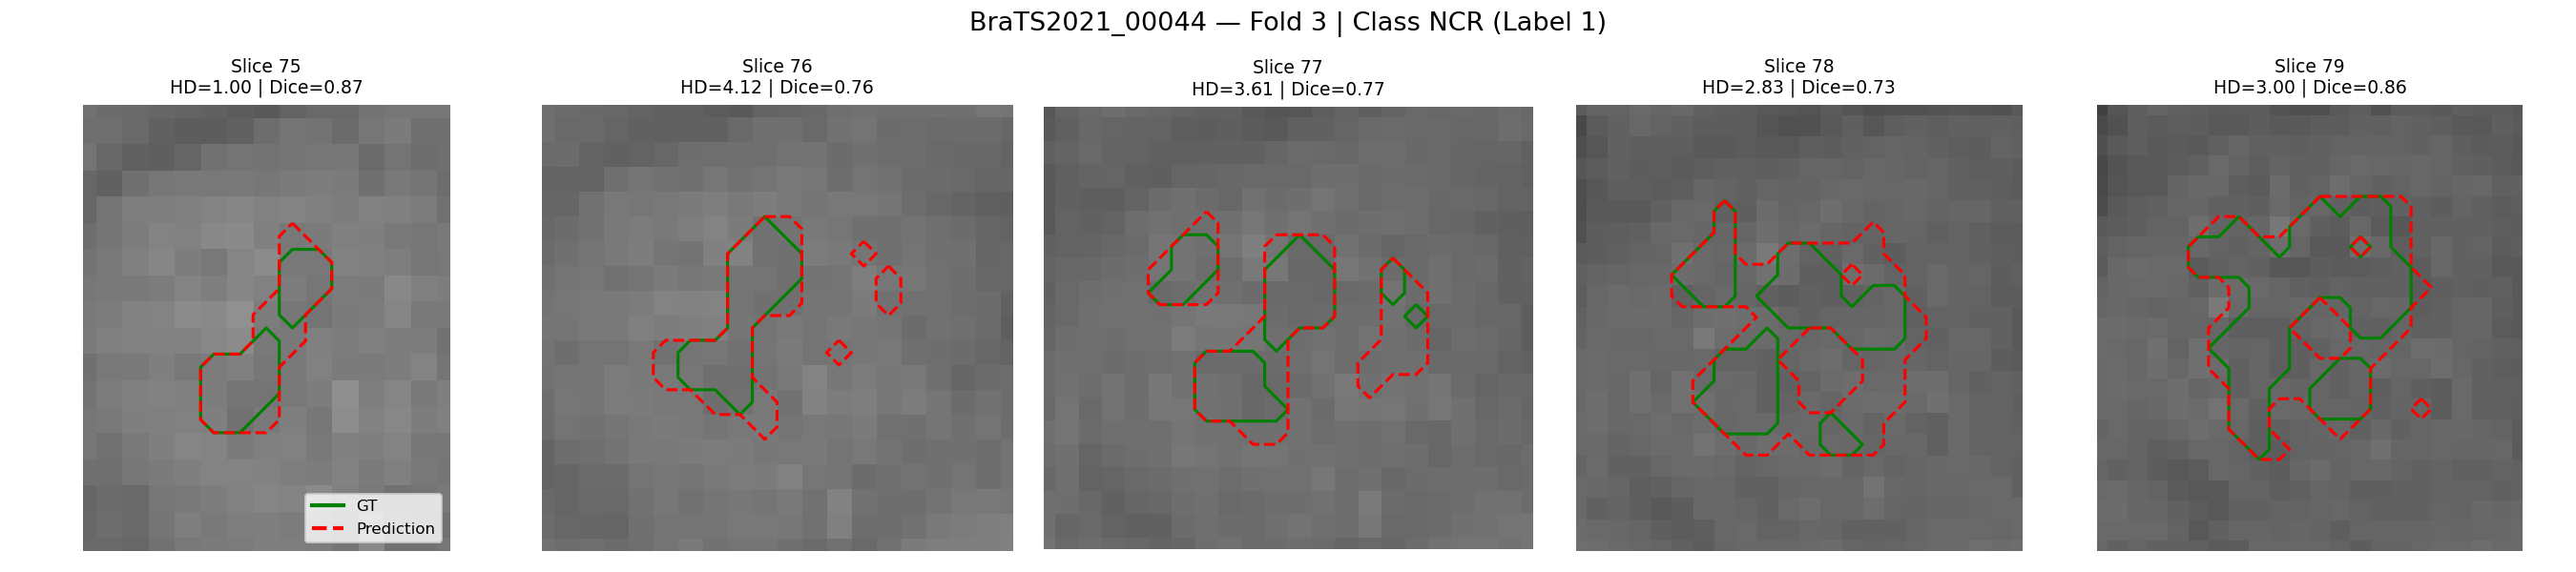 BraTS2021_00044 — Fold 3 | Class NCR (Label 1)
Slice 75
HD=1.00 | Dice=0.87
Slice 76
HD=4.12 | Dice=0.76
Slice 77
HD=3.61 | Dice=0.77
Slice 78
HD=2.83 | Dice=0.73
Slice 79
HD=3.00 | Dice=0.86
GT
Prediction